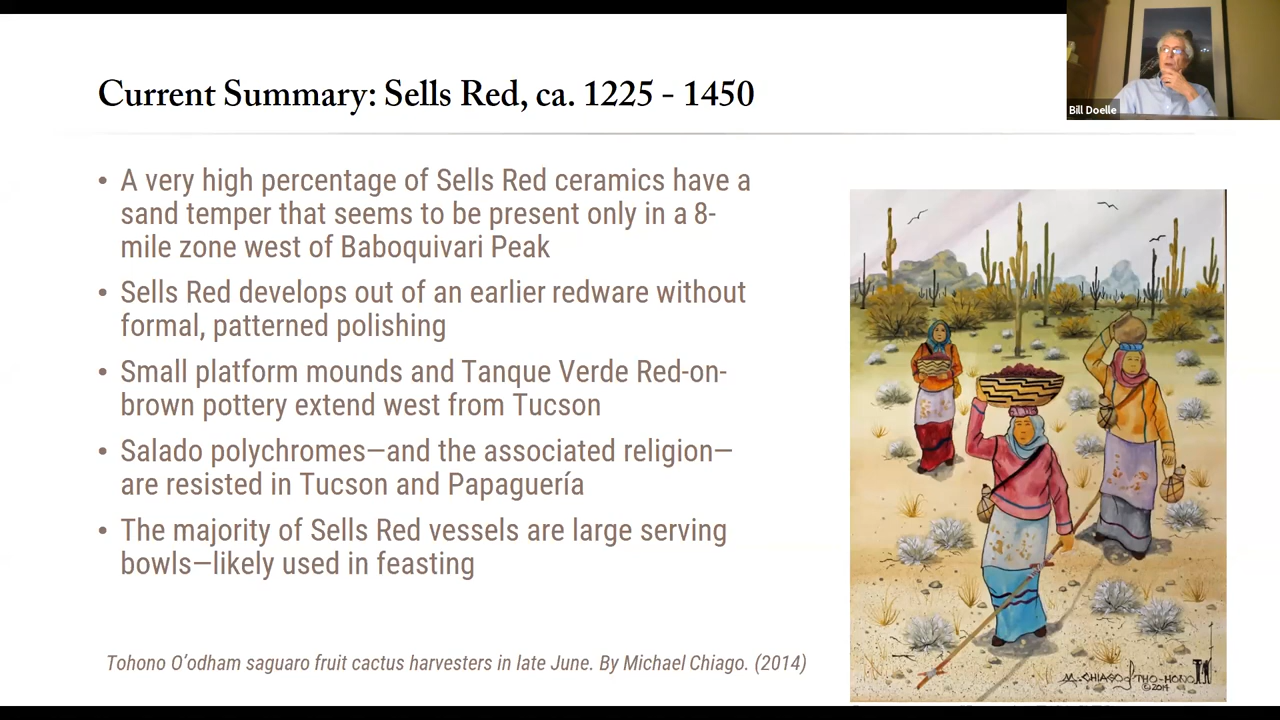 Current Summary: Sells Red, ca. 1225 - 1450
Bill Doelle
• A very high percentage of Sells Red ceramics have a
sand temper that seems to be present only in a 8-
mile zone west of Baboquivari Peak
• Sells Red develops out of an earlier redware without
formal, patterned polishing
• Small platform mounds and Tanque Verde Red-on-
brown pottery extend west from Tucson
• Salado polychromes—and the associated religion—
are resisted in Tucson and Papaguería
• The majority of Sells Red vessels are large serving
bowls—likely used in feasting
Tohono O’odham saguaro fruit cactus harvesters in late June. By Michael Chiago. (2014)
M. CHIAGO THO-HONO
©2014